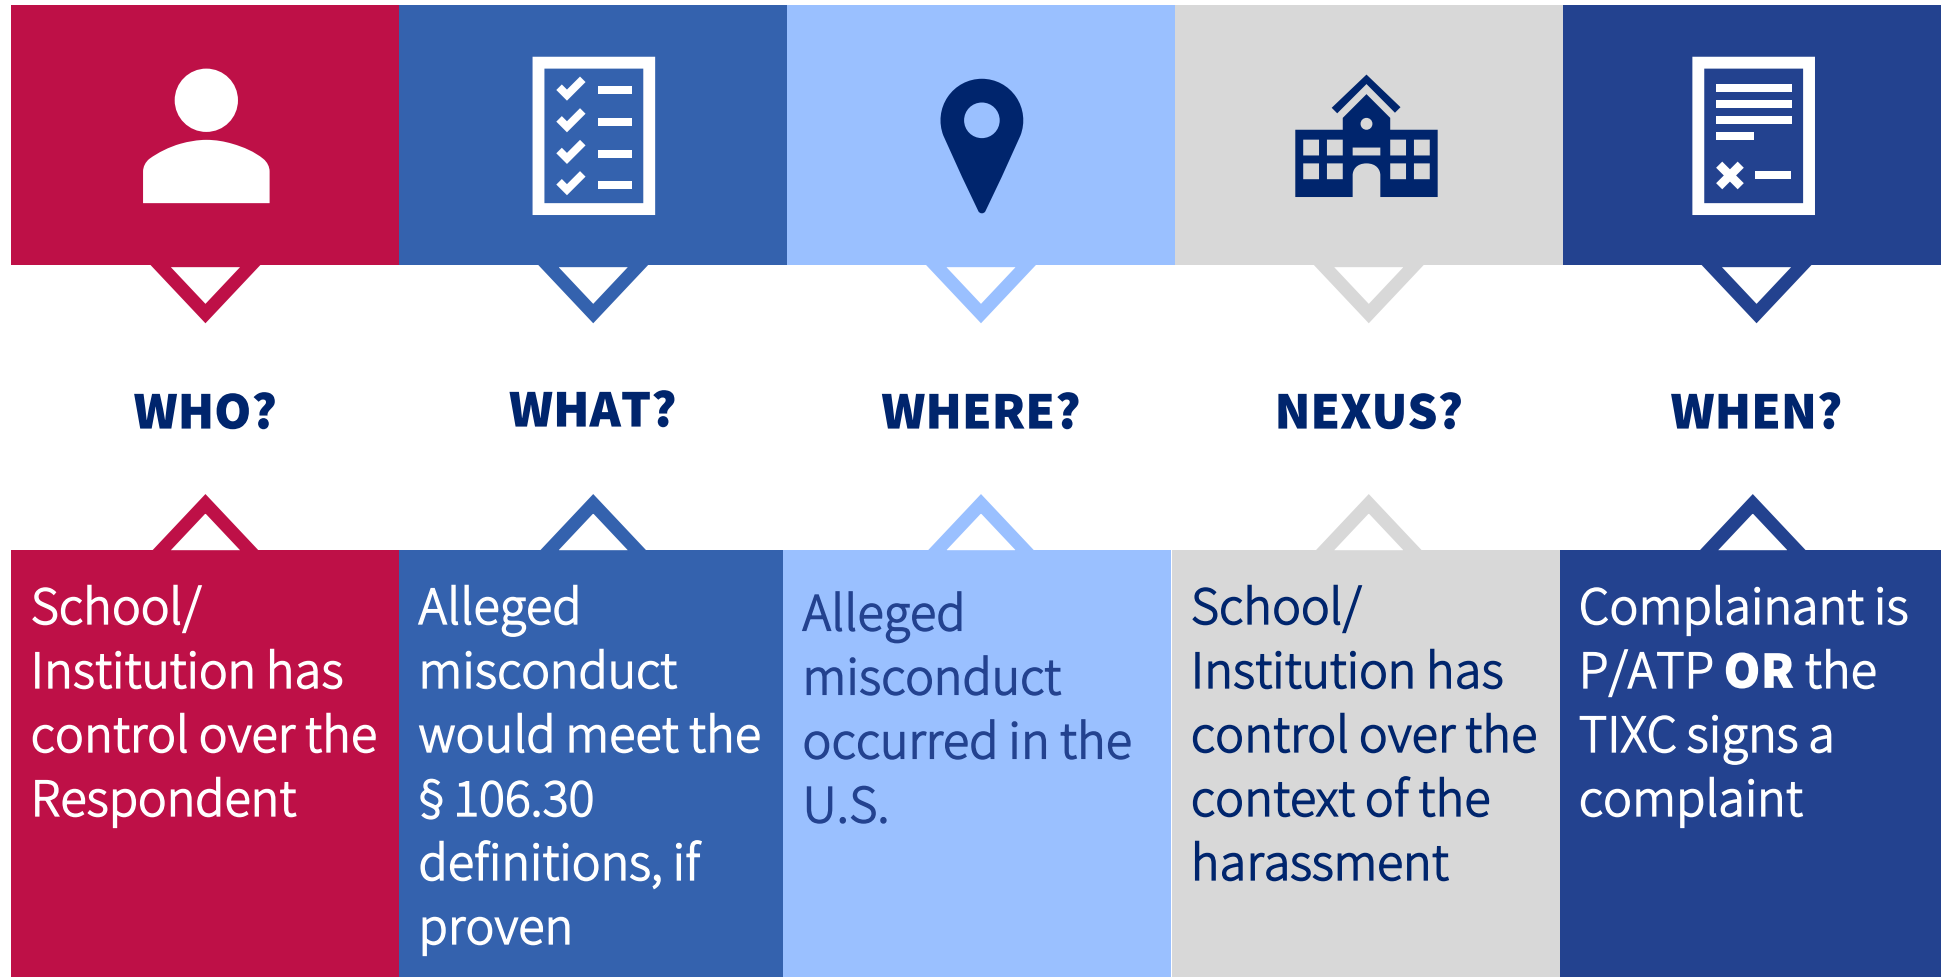 WHO?
WHAT?
WHERE?
NEXUS?
WHEN?
School/
Institution has
control over the
Respondent
Alleged
misconduct
would meet the
§ 106.30
definitions, if
proven
Alleged
misconduct
occurred in the
U.S.
School/
Institution has
control over the
context of the
harassment
Complainant is
P/ATP OR the
TIXC signs a
complaint